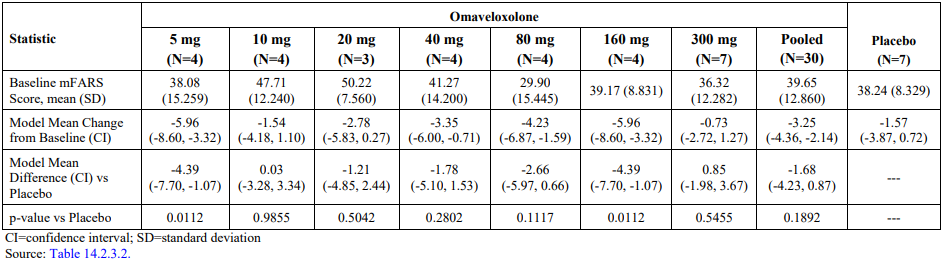 Statistic Omaveloxolone Placebo (N=7)
5 mg (N=4) 10 mg (N=4) 20 mg (N=3) 40 mg (N=4) 80 mg (N=4) 160 mg (N=4) 300 mg (N=7) Pooled (N=30)
Baseline mFARS Score, mean (SD) 38.08 (15.259) 47.71 (12.240) 50.22 (7.560) 41.27 (14.200) 29.90 (15.445) 39.17 (8.831) 36.32 (12.282) 39.65 (12.860) 38.24 (8.329)
Model Mean Change from Baseline (CI) -5.96 (-8.60, -3.32) -1.54 (-4.18, 1.10) -2.78 (-5.83, 0.27) -3.35 (-6.00, -0.71) -4.23 (-6.87, -1.59) -5.96 (-8.60, -3.32) -0.73 (-2.72, 1.27) -3.25 (-4.36, -2.14) -1.57 (-3.87, 0.72)
Model Mean Difference (CI) vs Placebo -4.39 (-7.70, -1.07) 0.03 (-3.28, 3.34) -1.21 (-4.85, 2.44) -1.78 (-5.10, 1.53) -2.66 (-5.97, 0.66) -4.39 (-7.70, -1.07) 0.85 (-1.98, 3.67) -1.68 (-4.23, 0.87) ---
p-value vs Placebo 0.0112 0.9855 0.5042 0.2802 0.1117 0.0112 0.5455 0.1892 ---
CI=confidence interval; SD=standard deviation
Source: Table 14.2.3.2.